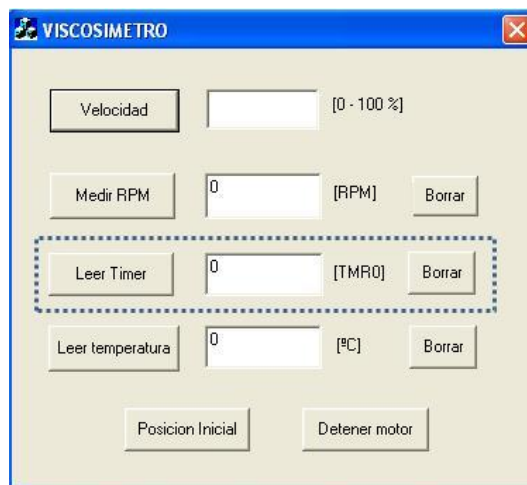 VISCOSIMETRO
Velocidad [0 - 100 %]
Medir RPM 0 [RPM] Borrar
Leer Timer 0 [TMR0] Borrar
Leer temperatura 0 [ºC] Borrar
Posicion Inicial Detener motor